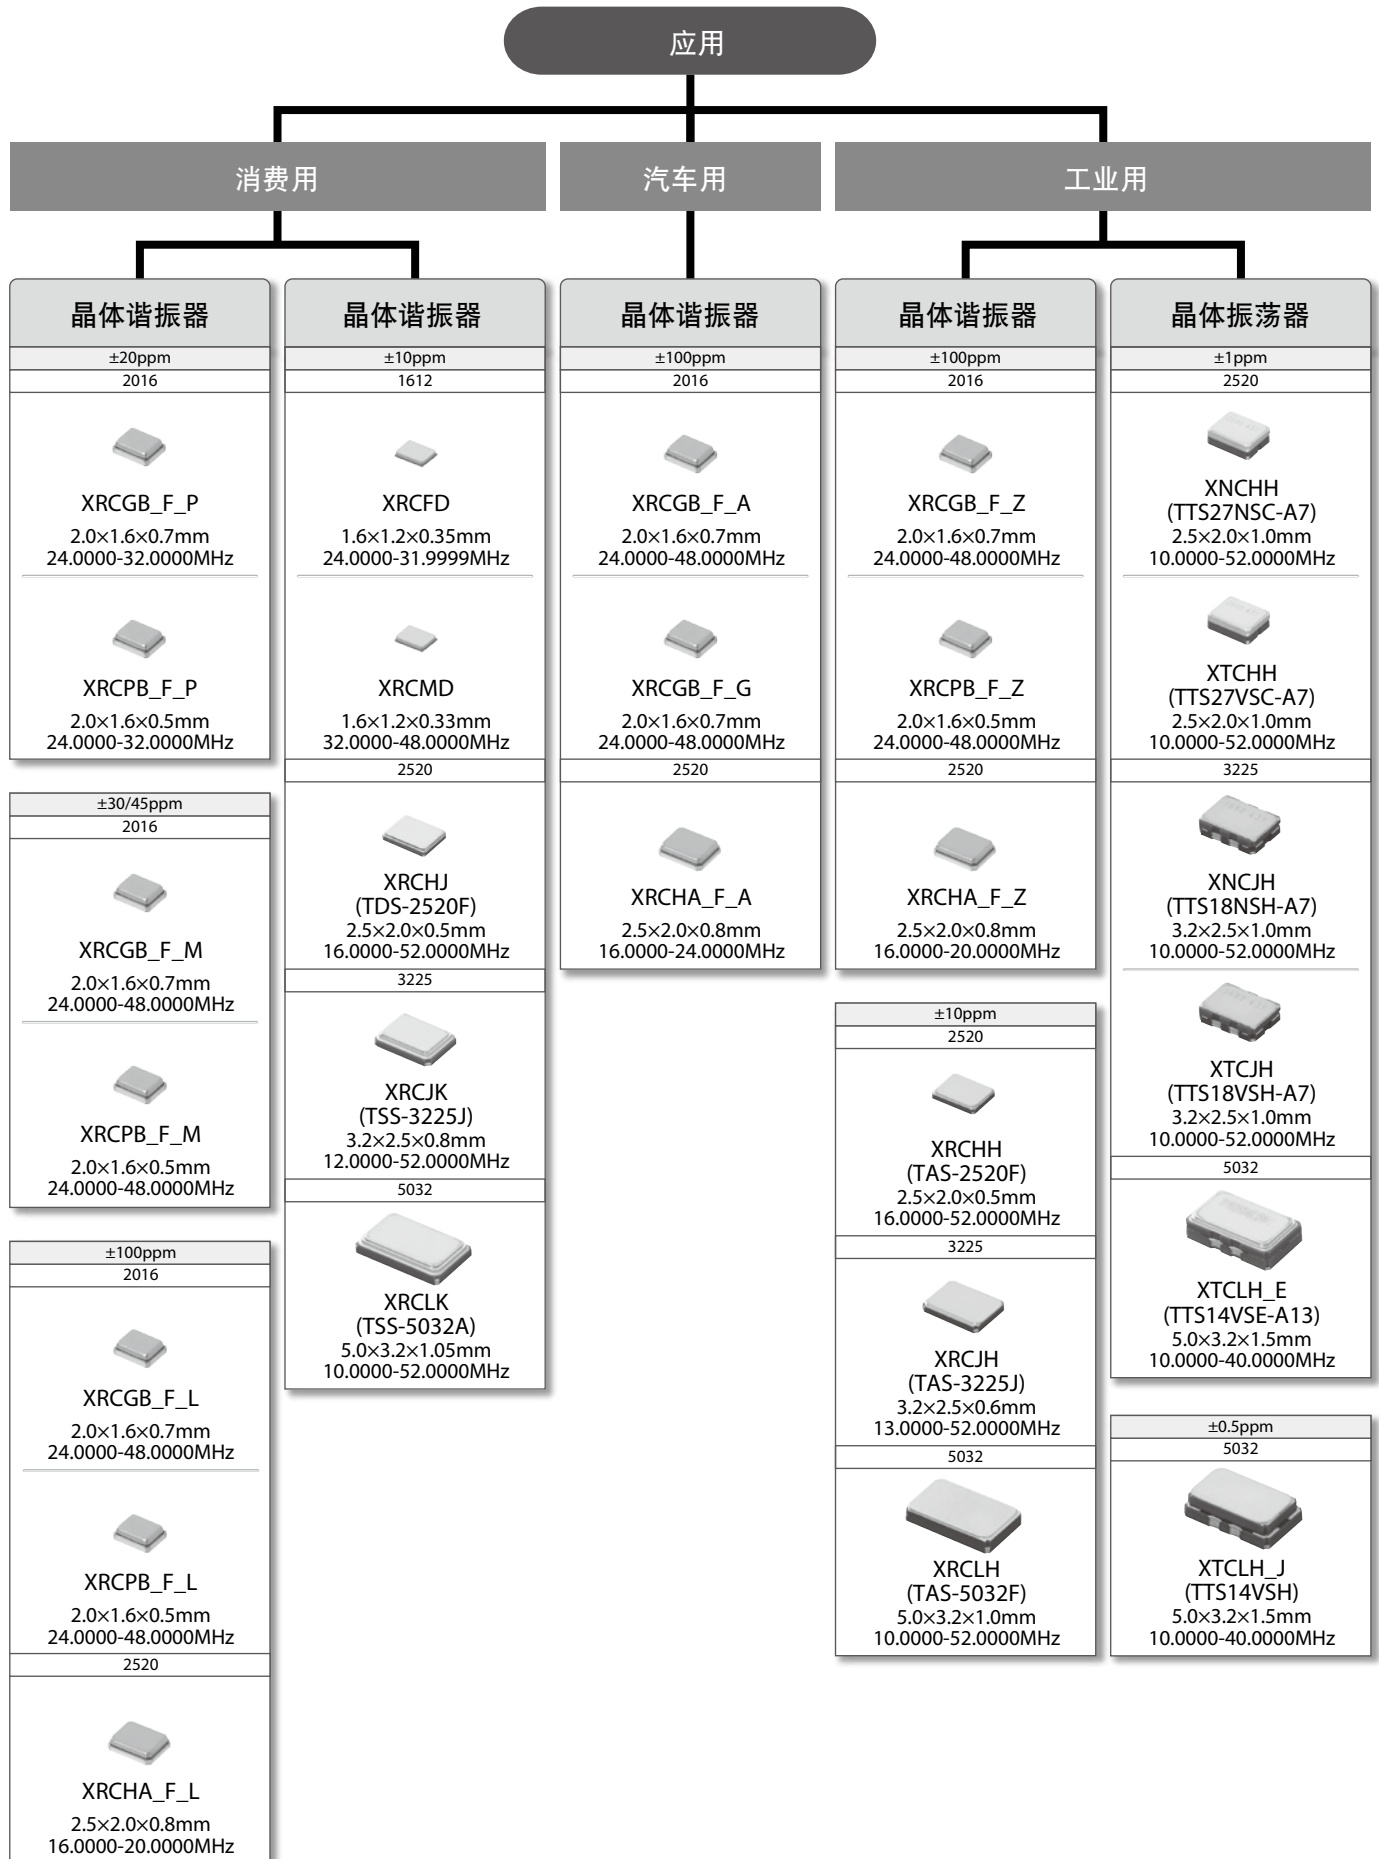 应用
消费用
汽车用
工业用
晶体谐振器
±20ppm
2016
XRCGB_F_P
2.0×1.6×0.7mm
24.0000-32.0000MHz
XRCPB_F_P
2.0×1.6×0.5mm
24.0000-32.0000MHz
±30/45ppm
2016
XRCGB_F_M
2.0×1.6×0.7mm
24.0000-48.0000MHz
XRCPB_F_M
2.0×1.6×0.5mm
24.0000-48.0000MHz
±100ppm
2016
XRCGB_F_L
2.0×1.6×0.7mm
24.0000-48.0000MHz
XRCPB_F_L
2.0×1.6×0.5mm
24.0000-48.0000MHz
2520
XRCHA_F_L
2.5×2.0×0.8mm
16.0000-20.0000MHz
晶体谐振器
±10ppm
1612
XRCFD
1.6×1.2×0.35mm
24.0000-31.9999MHz
XRCMD
1.6×1.2×0.33mm
32.0000-48.0000MHz
2520
XRCHJ
(TDS-2520F)
2.5×2.0×0.5mm
16.0000-52.0000MHz
3225
XRCJK
(TSS-3225J)
3.2×2.5×0.8mm
12.0000-52.0000MHz
5032
XRCLK
(TSS-5032A)
5.0×3.2×1.05mm
10.0000-52.0000MHz
晶体谐振器
±100ppm
2016
XRCGB_F_A
2.0×1.6×0.7mm
24.0000-48.0000MHz
XRCGB_F_G
2.0×1.6×0.7mm
24.0000-48.0000MHz
2520
XRCHA_F_A
2.5×2.0×0.8mm
16.0000-24.0000MHz
晶体谐振器
±100ppm
2016
XRCGB_F_Z
2.0×1.6×0.7mm
24.0000-48.0000MHz
XRCPB_F_Z
2.0×1.6×0.5mm
24.0000-48.0000MHz
2520
XRCHA_F_Z
2.5×2.0×0.8mm
16.0000-20.0000MHz
±10ppm
2520
XRCHH
(TAS-2520F)
2.5×2.0×0.5mm
16.0000-52.0000MHz
3225
XRCJH
(TAS-3225J)
3.2×2.5×0.6mm
13.0000-52.0000MHz
5032
XRCLH
(TAS-5032F)
5.0×3.2×1.0mm
10.0000-52.0000MHz
晶体振荡器
±1ppm
2520
XNCHH
(TTS27NSC-A7)
2.5×2.0×1.0mm
10.0000-52.0000MHz
XTCHH
(TTS27VSC-A7)
2.5×2.0×1.0mm
10.0000-52.0000MHz
3225
XNCJH
(TTS18NSH-A7)
3.2×2.5×1.0mm
10.0000-52.0000MHz
XTCJH
(TTS18VSH-A7)
3.2×2.5×1.0mm
10.0000-52.0000MHz
5032
XTCLH_E
(TTS14VSE-A13)
5.0×3.2×1.5mm
10.0000-40.0000MHz
±0.5ppm
5032
XTCLH_J
(TTS14VSH)
5.0×3.2×1.5mm
10.0000-40.0000MHz